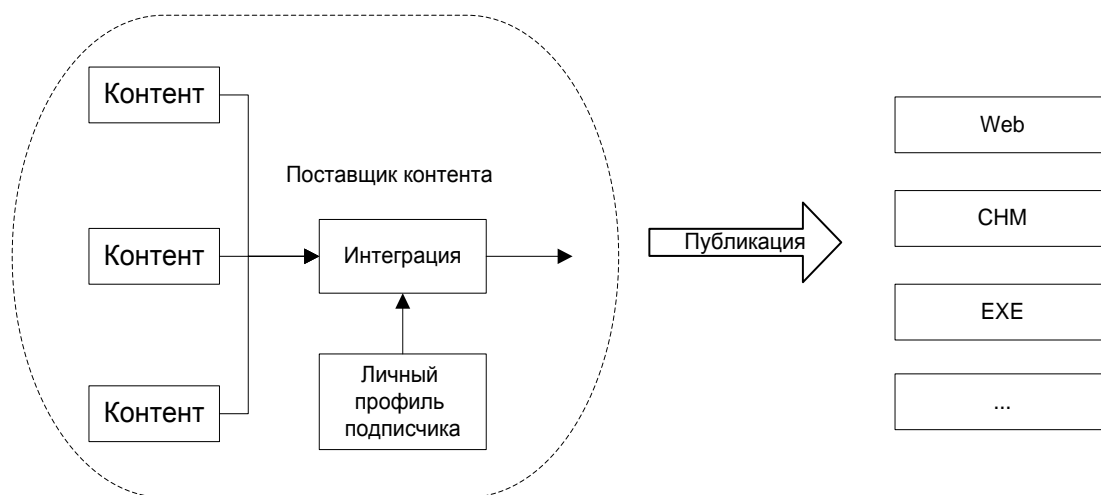 Контент
Контент
Контент
Поставщик контента
Интеграция
Личный
профиль
подписчика
Публикация
Web
CHM
EXE
...